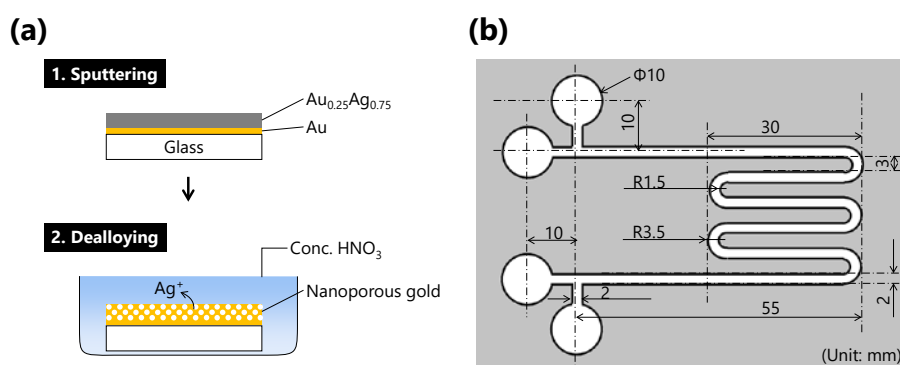 (a)
1. Sputtering
Au0.25Ag0.75
Au
Glass
2. Dealloying
Conc. HNO3
Ag+
Nanoporous gold
(b)
Φ10
10
30
3
R1.5
R3.5
10
2
2
55
(Unit: mm)